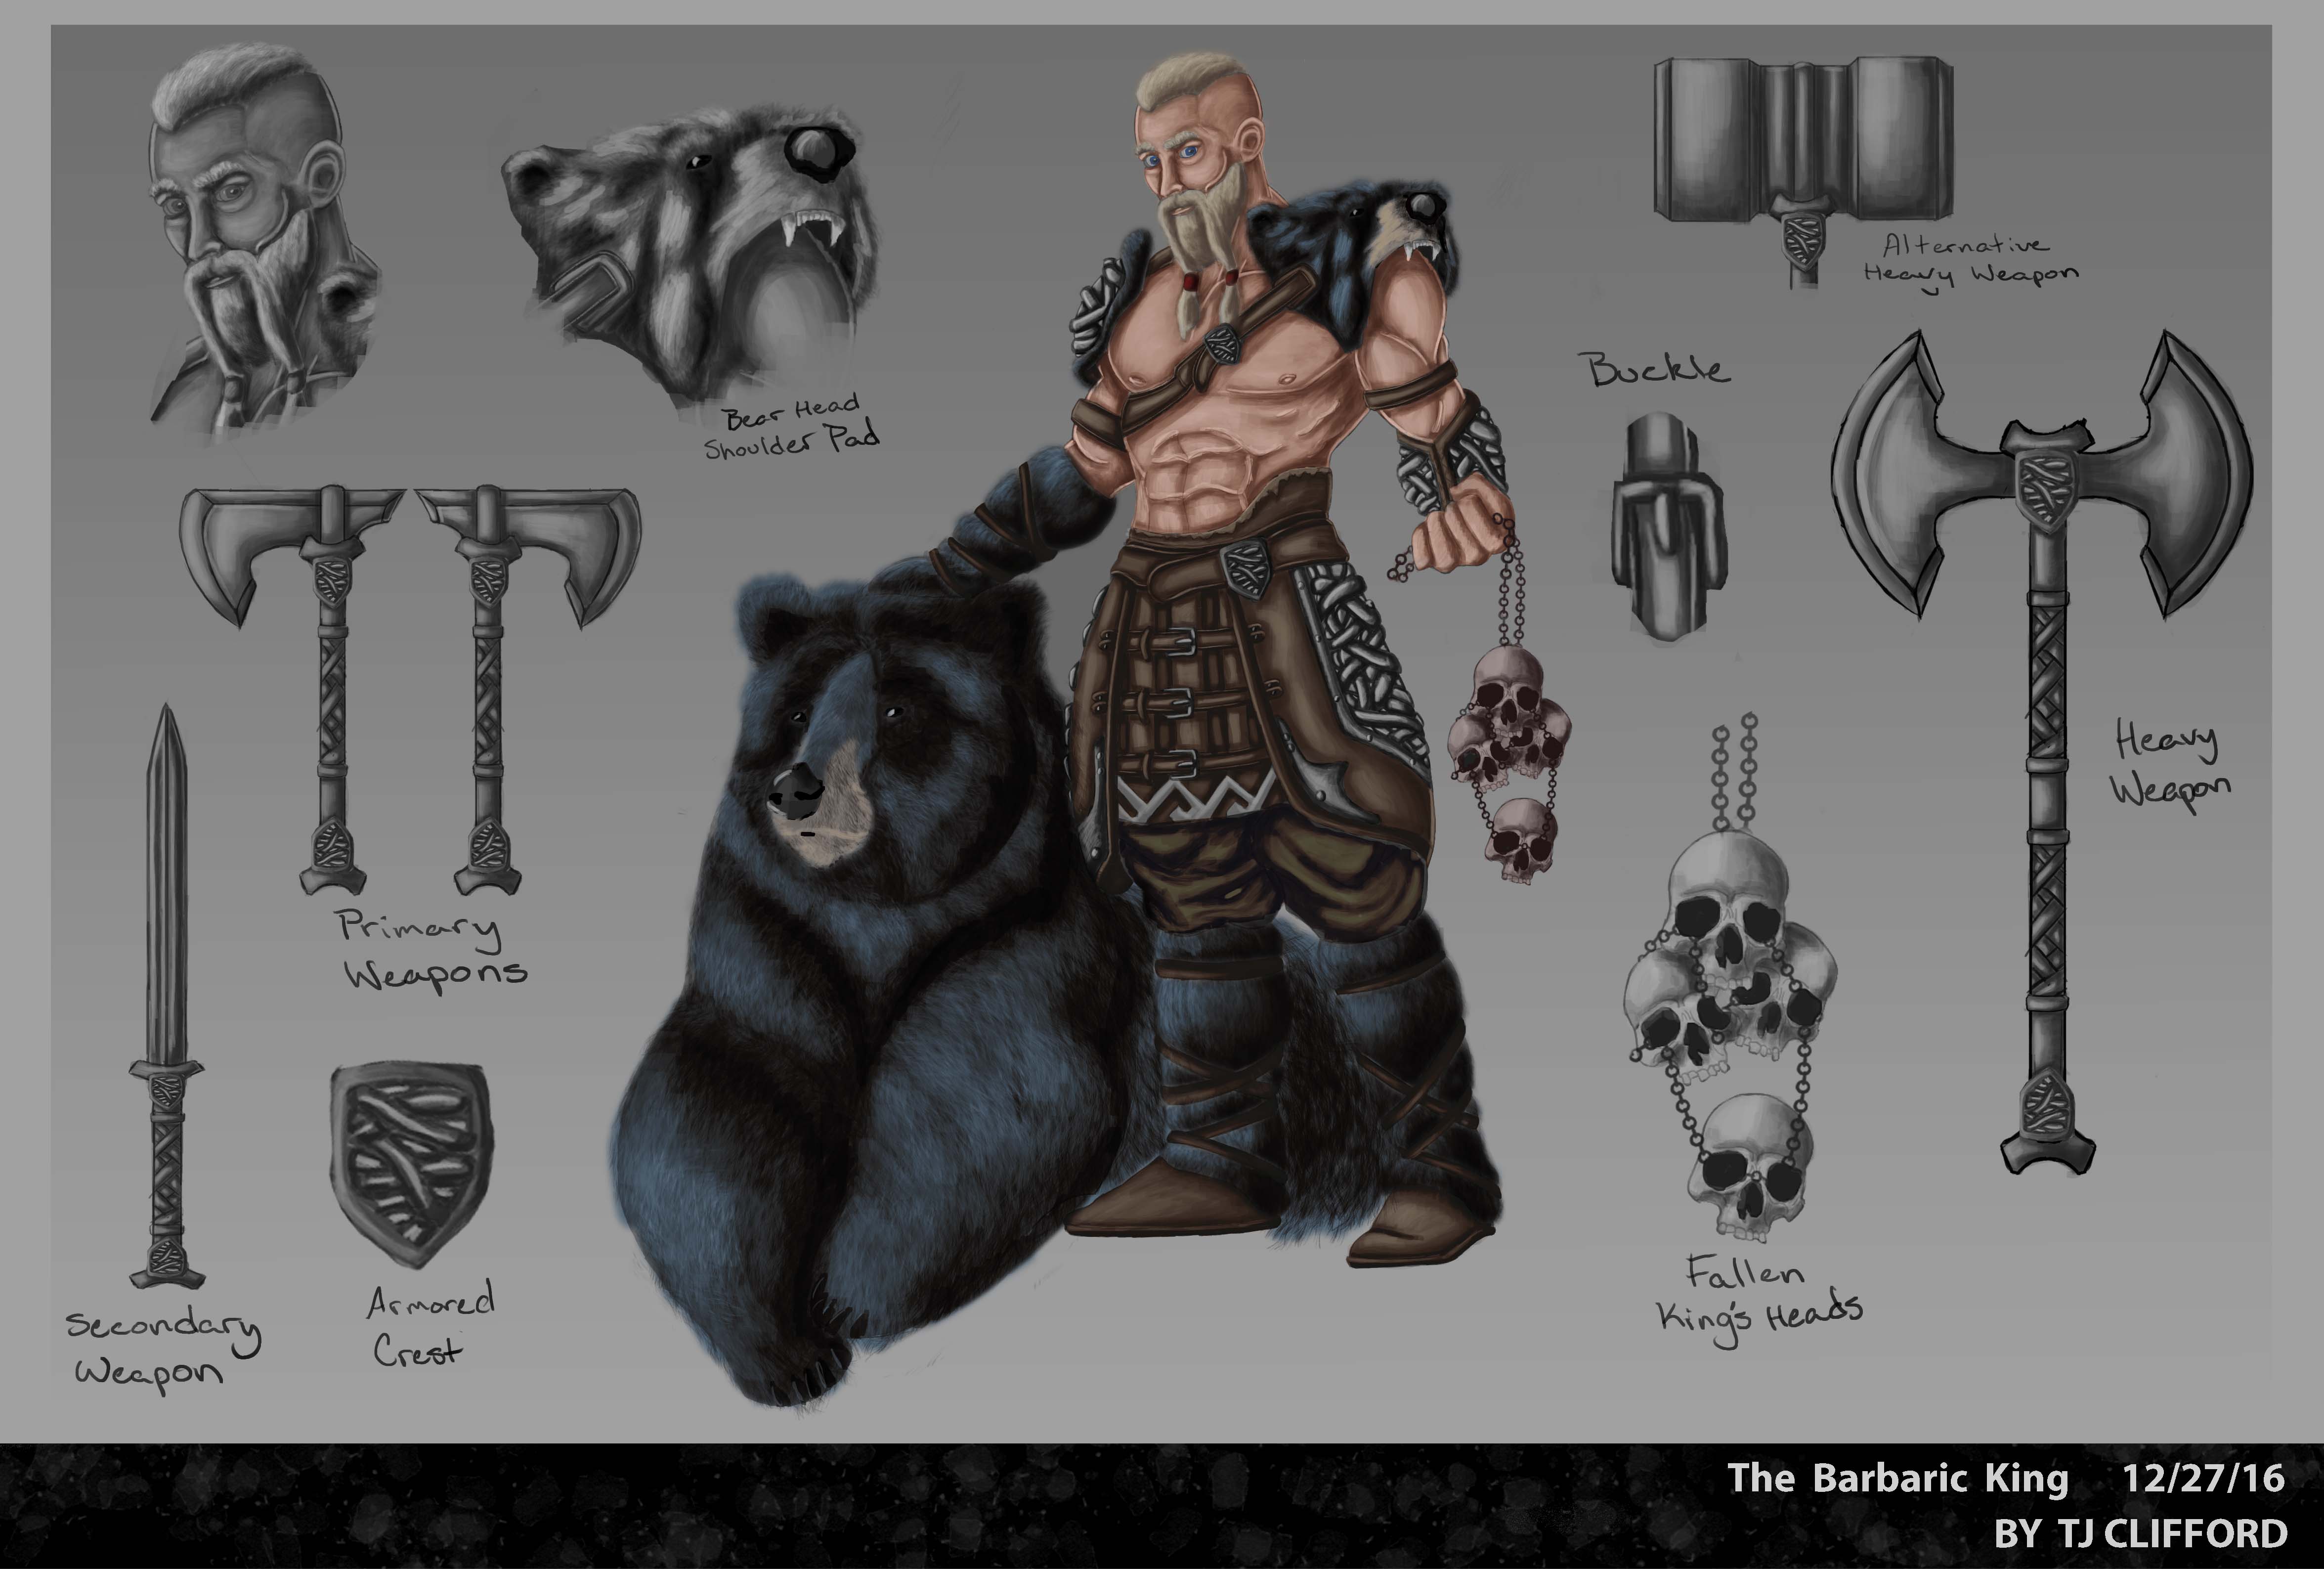 Bear Head
Shoulder Pad
Alternative
Heavy Weapon
Buckle
Primary
Weapons
Heavy
Weapon
Secondary
Weapon
Armored
Crest
Fallen
King's Heads
The Barbaric King 12/27/16
BY TJ CLIFFORD